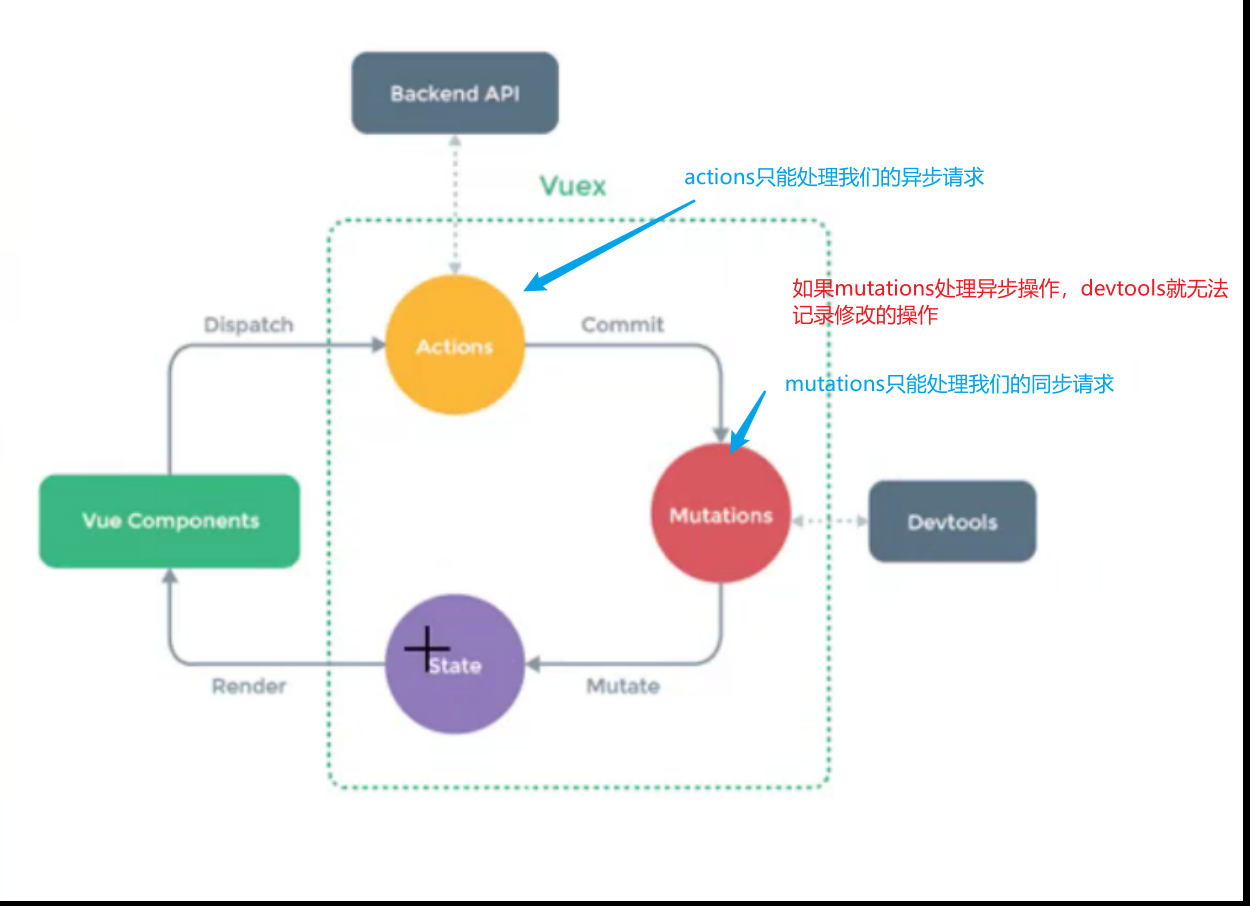 Backend API
Vuex
actions只能处理我们的异步请求
如果mutations处理异步操作，devtools就无法
记录修改的操作
Dispatch
Actions
Commit
mutations只能处理我们的同步请求
Vue Components
Mutations
Devtools
State
Render
Mutate